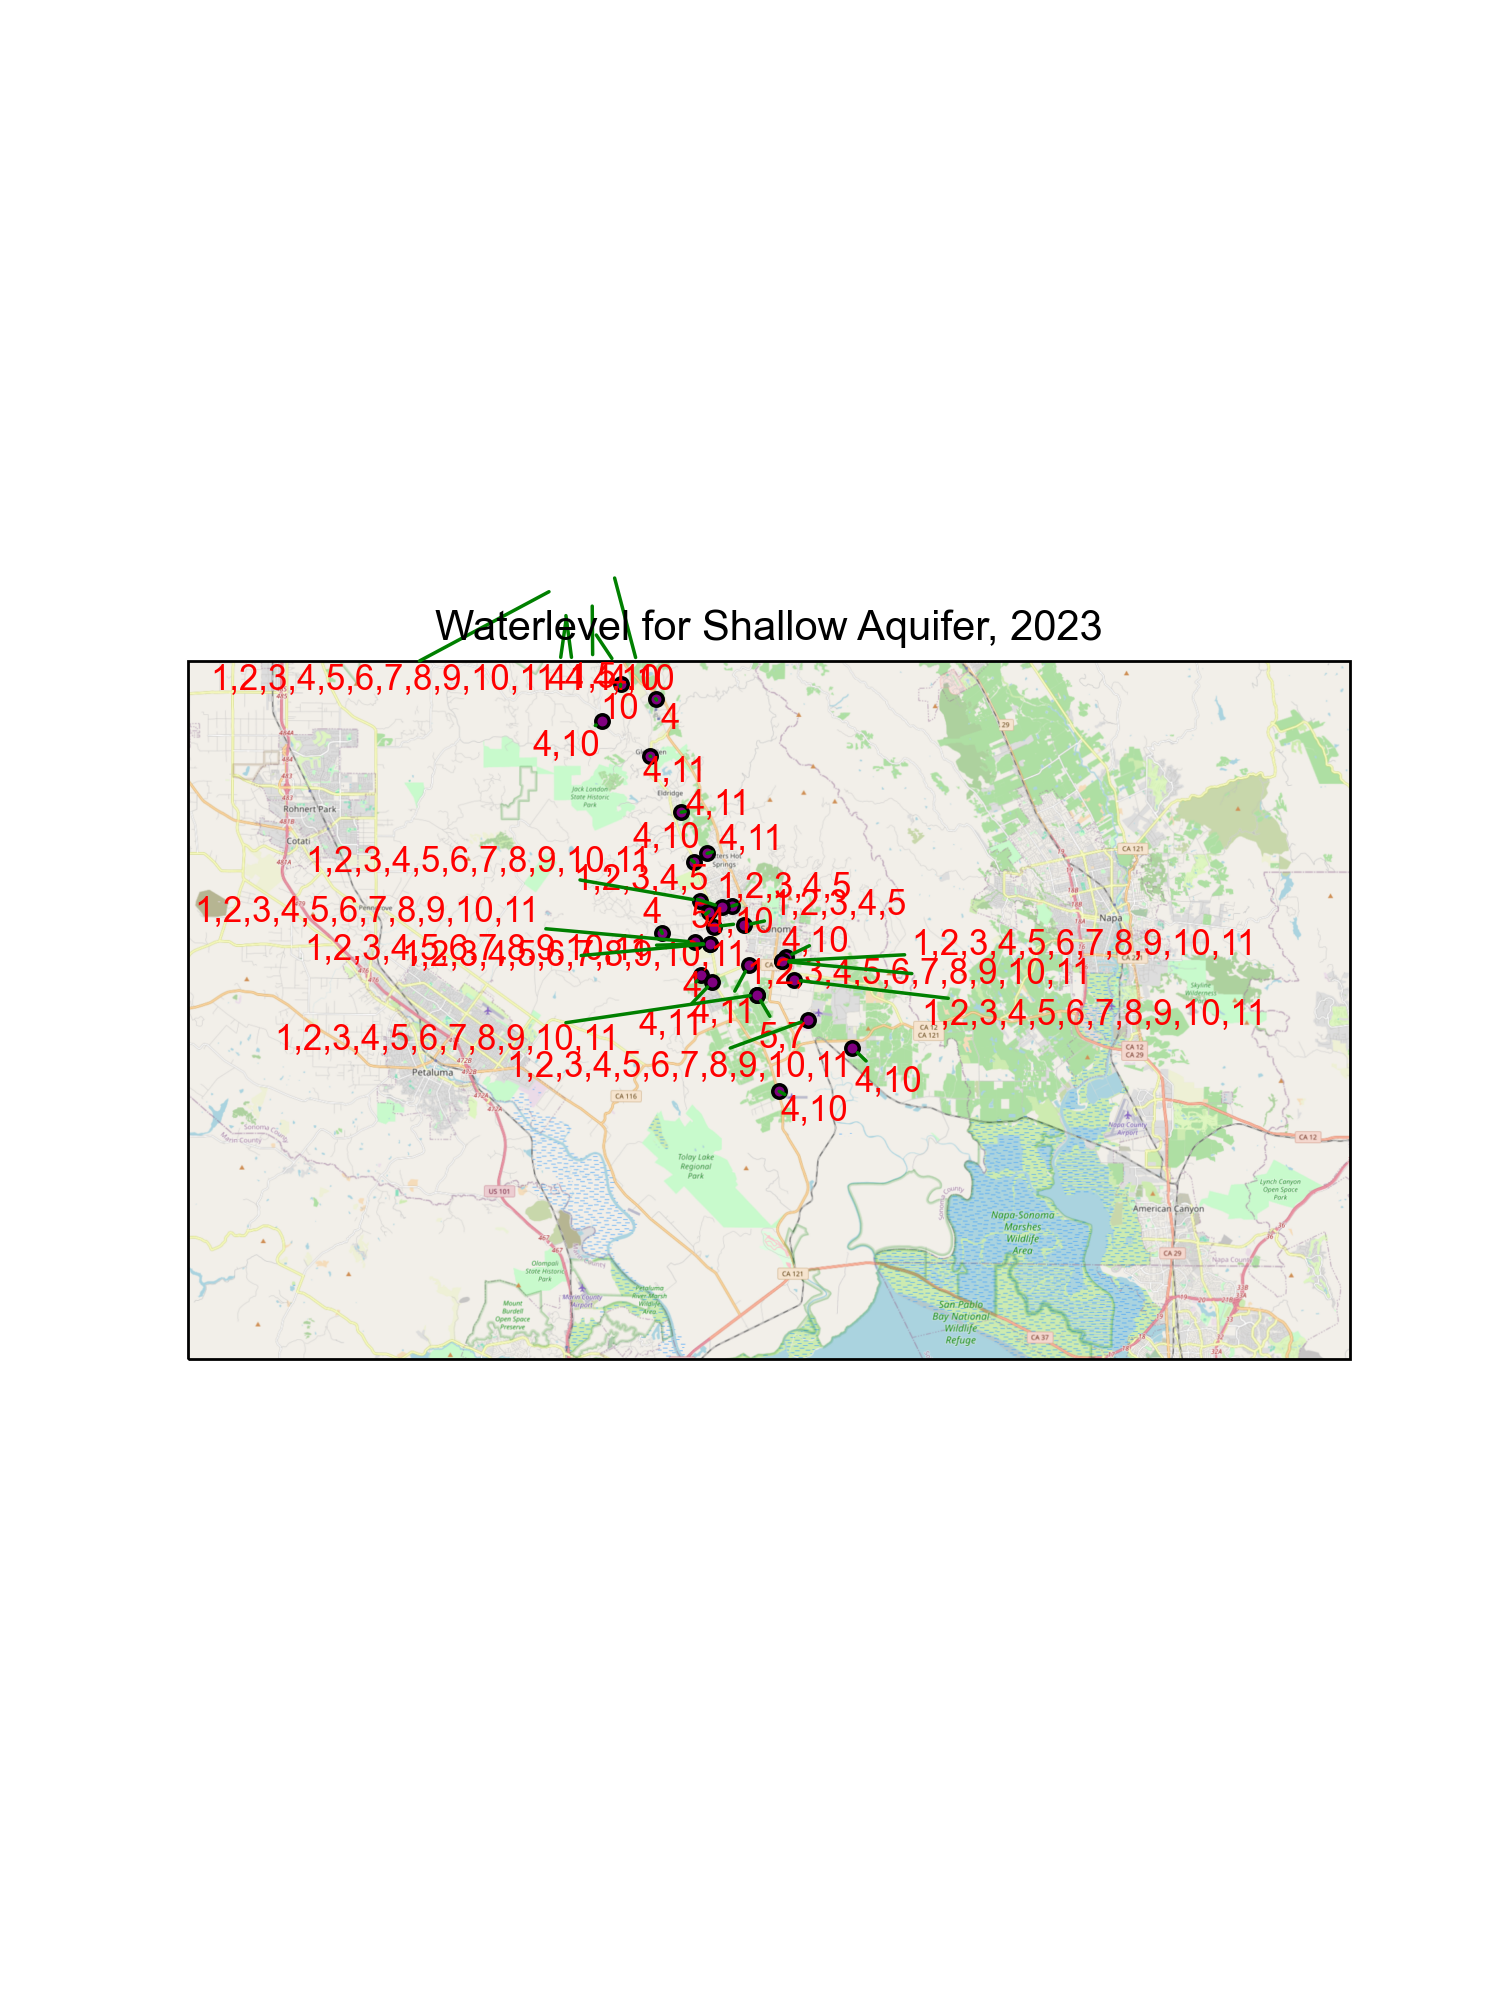 Waterlevel for Shallow Aquifer, 2023
1,2,3,4,5,6,7,8,9,10,11
10
4
4,10
4,11
4,11
4,10
4,11
1,2,3,4,5,6,7,8,9,10,11
1,2,3,4,5
1,2,3,4,5
1,2,3,4,5
1,2,3,4,5,6,7,8,9,10,11
4
5
4,10
4,10
1,2,3,4,5,6,7,8,9,10,11
1,2,3,4,5,6,7,8,9,10,11
1,2,3,4,5,6,7,8,9,10,11
1,2,3,4,5,6,7,8,9,10,11
4
4,11
4,11
1,2,3,4,5,6,7,8,9,10,11
5,7
1,2,3,4,5,6,7,8,9,10,11
1,2,3,4,5,6,7,8,9,10,11
4,10
4,10
Rohnert Park
Cotati
Jack London
State Historic
Park
Eldridge
Napa
CA 121
29
Skyline
Wilderness
Petaluma
CA 116
CA 12
CA 121
CA 12
CA 29
Napa County
Airport
CA 12
Sonoma County
Marin County
Tolay Lake
Regional
Park
US 101
Lynch Canyon
Open Space
Park
American Canyon
Napa-Sonoma
Marshes
Wildlife
Area
CA 29
Napa County
CA 121
Olompali
State Historic
Park
Marin County
Airport
Petaluma
River Marsh
Wildlife
Area
Mount
Burdell
Open Space
Preserve
San Pablo
Bay National
Wildlife
Refuge
CA 37